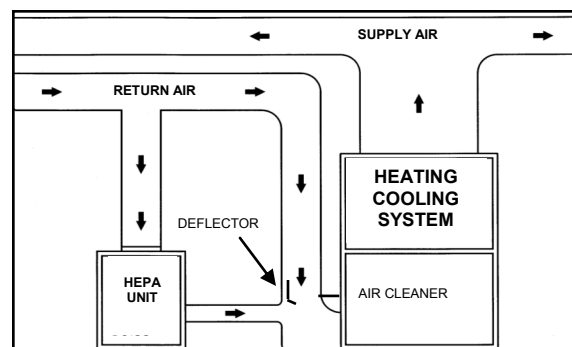 SUPPLY AIR
RETURN AIR
HEATING
COOLING
SYSTEM
DEFLECTOR
HEPA
UNIT
AIR CLEANER